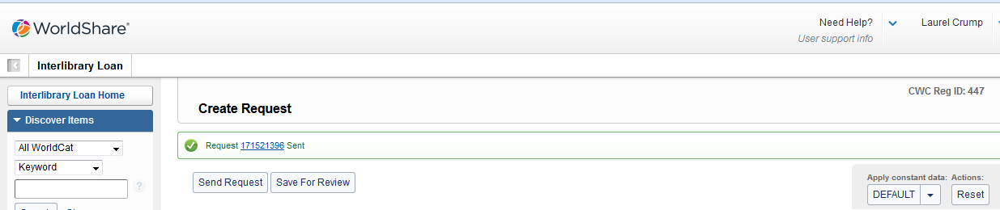 WorldShare®
Need Help?
User support info
Laurel Crump
Interlibrary Loan
Interlibrary Loan Home
Discover Items
All WorldCat
Keyword
?
CWC Reg ID: 447
Create Request
Request 171521396 Sent
Send Request
Save For Review
Apply constant data:
DEFAULT
Actions:
Reset